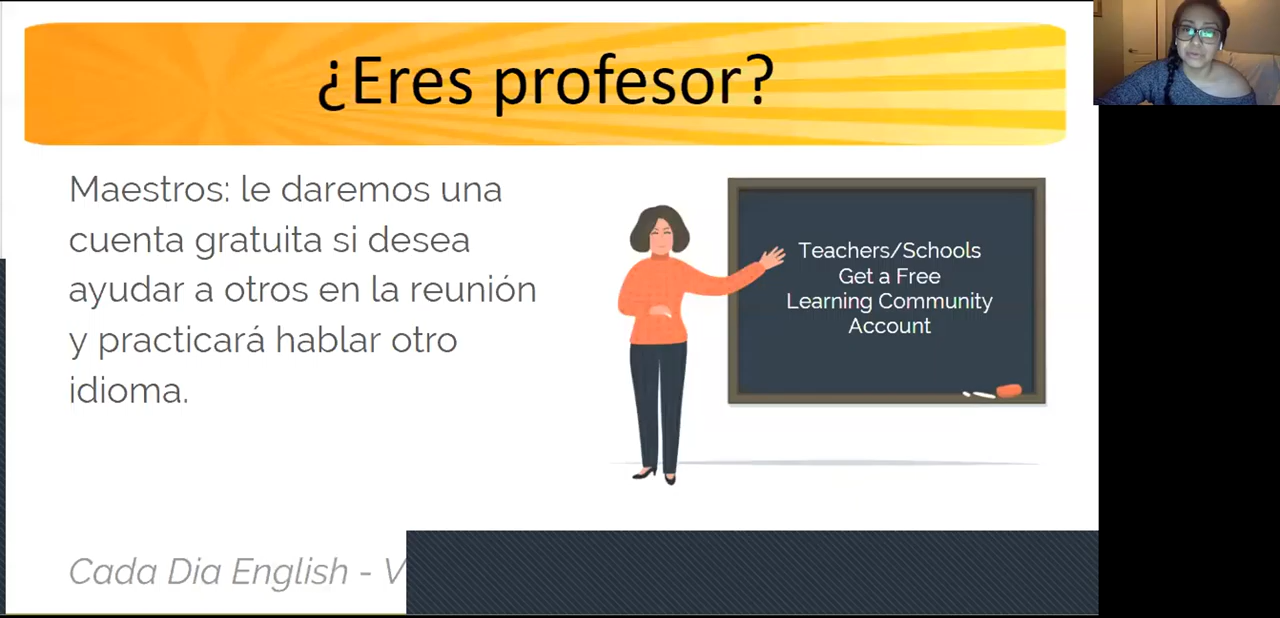 ¿Eres profesor?
Maestros: le daremos una
cuenta gratuita si desea
ayudar a otros en la reunión
y practicará hablar otro
idioma.
Teachers/Schools
Get a Free
Learning Community
Account
Cada Dia English - V